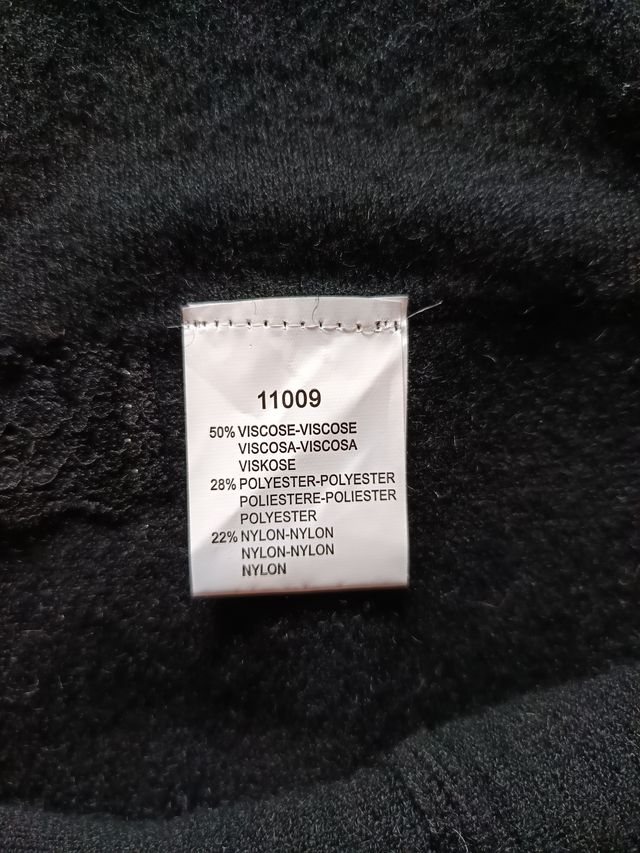 11009
50% VISCOSE-VISCOSE
VISCOSA-VISCOSA
VISKOSE
28% POLYESTER-POLYESTER
POLIESTERE-POLIESTER
POLYESTER
22% NYLON-NYLON
NYLON-NYLON
NYLON